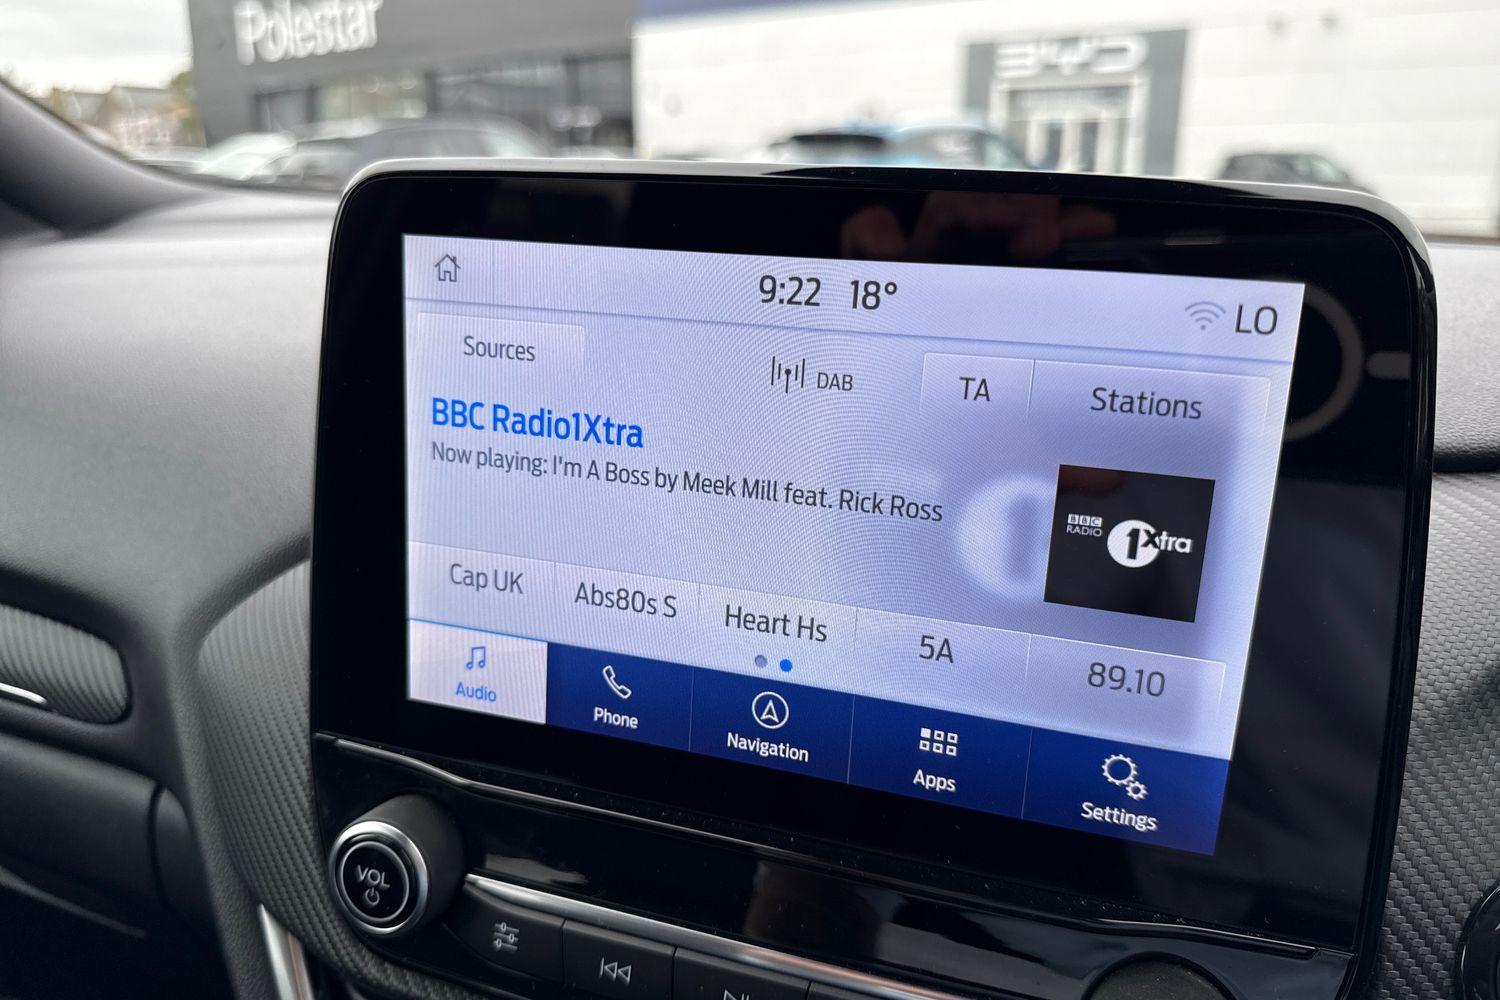 Polestar
BYD
9:22 18°
LO
Sources
DAB
TA
Stations
BBC Radio1Xtra
Now playing: I'm A Boss by Meek Mill feat. Rick Ross
BBC
RADIO
1Xtra
Cap UK
Abs80s S
Heart Hs
5A
89.10
Audio
Phone
Navigation
Apps
Settings
VOL